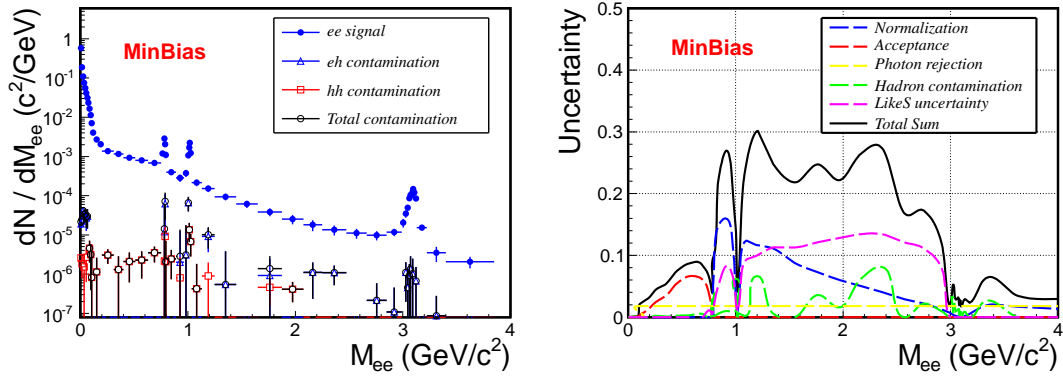 MinBias
ee signal
eh contamination
hh contamination
Total contamination
dN / dM_ee (c²/GeV)
1
10⁻¹
10⁻²
10⁻³
10⁻⁴
10⁻⁵
10⁻⁶
10⁻⁷
0 1 2 3 4
M_ee (GeV/c²)
MinBias
Normalization
Acceptance
Photon rejection
Hadron contamination
LikeS uncertainty
Total Sum
Uncertainty
0.5
0.4
0.3
0.2
0.1
0
0 1 2 3 4
M_ee (GeV/c²)